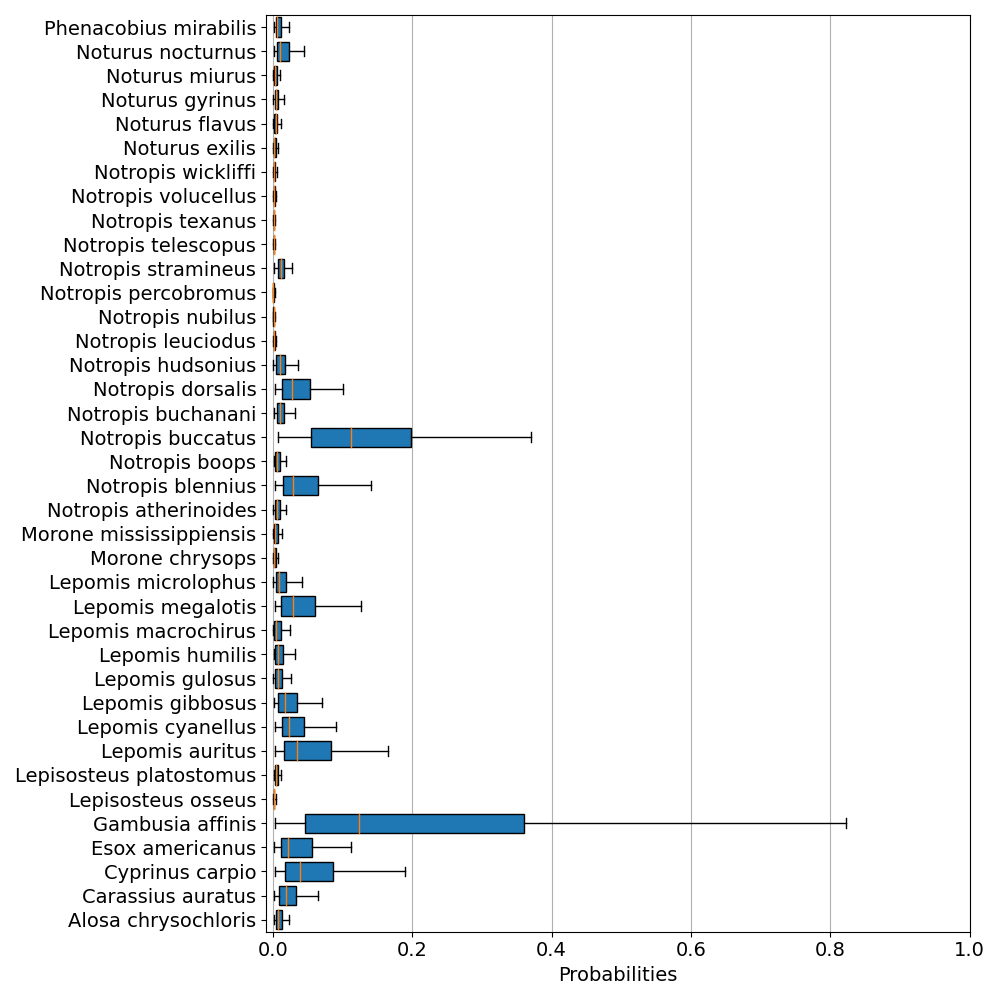 Phenacobius mirabilis
Noturus nocturnus
Noturus miurus
Noturus gyrinus
Noturus flavus
Noturus exilis
Notropis wickliffi
Notropis volucellus
Notropis texanus
Notropis telescopus
Notropis stramineus
Notropis percobromus
Notropis nubilus
Notropis leuciodus
Notropis hudsonius
Notropis dorsalis
Notropis buchanani
Notropis buccatus
Notropis boops
Notropis blennius
Notropis atherinoides
Morone mississippiensis
Morone chrysops
Lepomis microlophus
Lepomis megalotis
Lepomis macrochirus
Lepomis humilis
Lepomis gulosus
Lepomis gibbosus
Lepomis cyanellus
Lepomis auritus
Lepisosteus platostomus
Lepisosteus osseus
Gambusia affinis
Esox americanus
Cyprinus carpio
Carassius auratus
Alosa chrysochloris
0.0 0.2 0.4 0.6 0.8 1.0
Probabilities